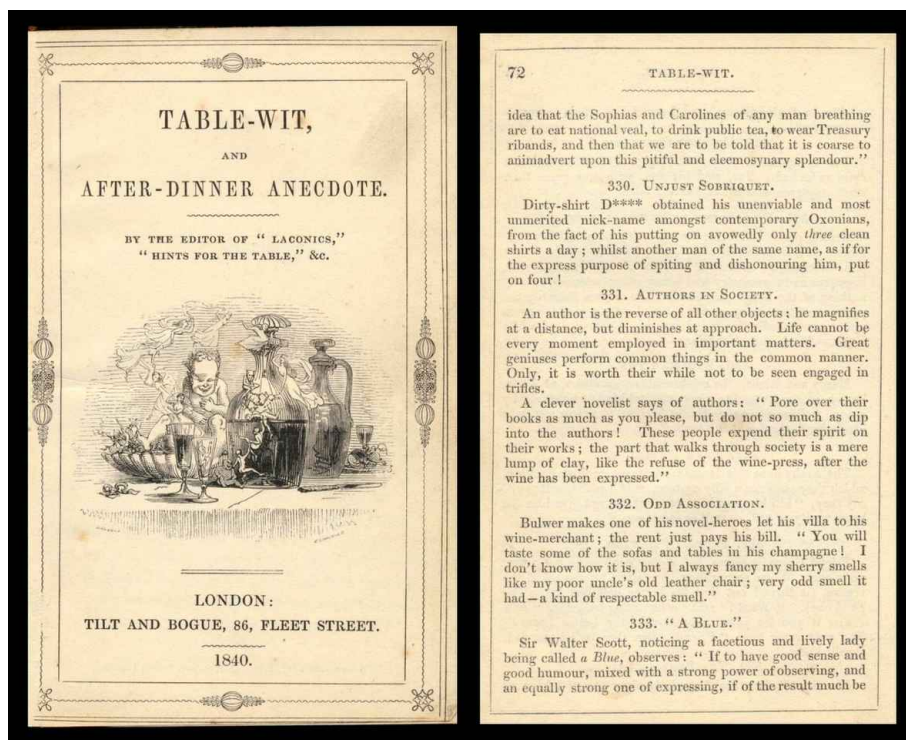 TABLE-WIT,
AND
AFTER-DINNER ANECDOTE.
BY THE EDITOR OF “ LACONICS,”
“ HINTS FOR THE TABLE,” &c.
LONDON:
TILT AND BOGUE, 86, FLEET STREET.
1840.
72 TABLE-WIT.
idea that the Sophias and Carolines of any man breathing
are to eat national veal, to drink public tea, to wear Treasury
ribands, and then that we are to be told that it is coarse to
animadvert upon this pitiful and eleemosynary splendour.”
330. UNJUST SOBRIQUET.
Dirty-shirt D**** obtained his unenviable and most
unmerited nick-name amongst contemporary Oxonians,
from the fact of his putting on avowedly only three clean
shirts a day ; whilst another man of the same name, as if for
the express purpose of spiting and dishonouring him, put
on four !
331. AUTHORS IN SOCIETY.
An author is the reverse of all other objects ; he magnifies
at a distance, but diminishes at approach. Life cannot be
every moment employed in important matters. Great
geniuses perform common things in the common manner.
Only, it is worth their while not to be seen engaged in
trifles.
A clever novelist says of authors : “ Pore over their
books as much as you please, but do not so much as dip
into the authors ! These people expend their spirit on
their works ; the part that walks through society is a mere
lump of clay, like the refuse of the wine-press, after the
wine has been expressed.”
332. ODD ASSOCIATION.
Bulwer makes one of his novel-heroes let his villa to his
wine-merchant ; the rent just pays his bill. “ You will
taste some of the sofas and tables in his champagne ! I
don’t know how it is, but I always fancy my sherry smells
like my poor uncle’s old leather chair ; very odd smell it
had—a kind of respectable smell.”
333. “ A BLUE.”
Sir Walter Scott, noticing a facetious and lively lady
being called a Blue, observes : “ If to have good sense and
good humour, mixed with a strong power of observing, and
an equally strong one of expressing, if of the result much be